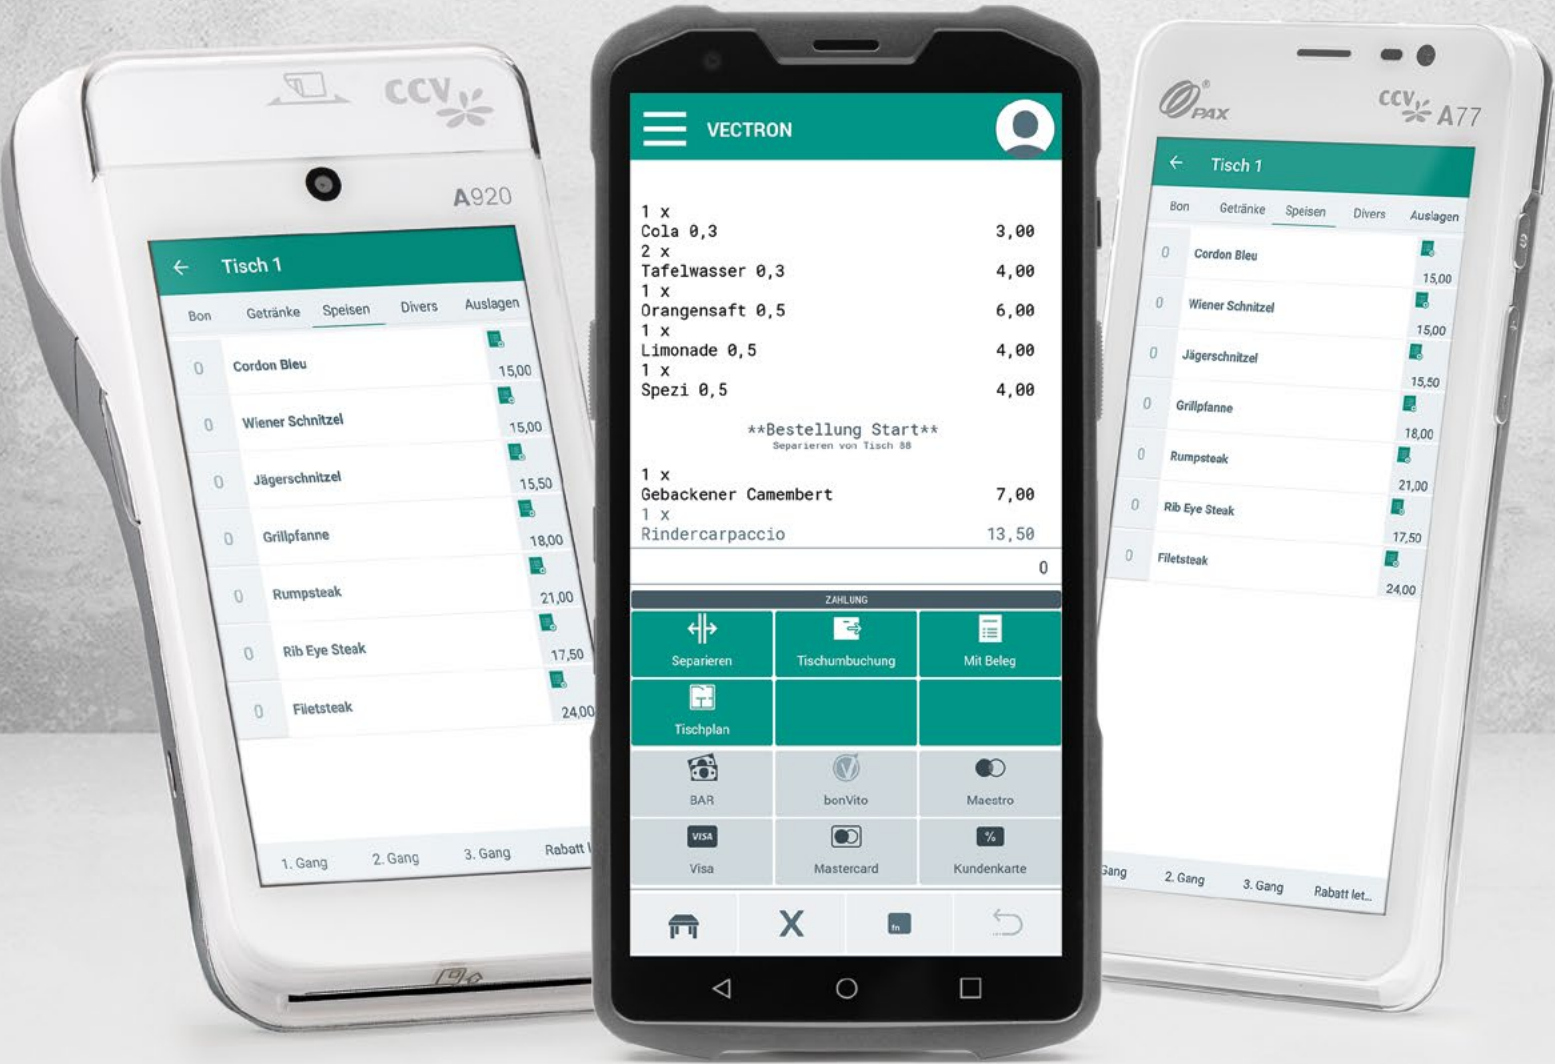 CCV
A920
← Tisch 1
Bon Getränke Speisen Divers Auslagen
0 Cordon Bleu 15,00
0 Wiener Schnitzel 15,00
0 Jägerschnitzel 15,50
0 Grillpfanne 18,00
0 Rumpsteak 21,00
0 Rib Eye Steak 17,50
0 Filetsteak 24,00
1. Gang 2. Gang 3. Gang Rabatt l
VECTRON
1 x
Cola 0,3 3,00
2 x
Tafelwasser 0,3 4,00
1 x
Orangensaft 0,5 6,00
1 x
Limonade 0,5 4,00
1 x
Spezi 0,5 4,00
**Bestellung Start**
Separieren von Tisch 88
1 x
Gebackener Camembert 7,00
1 x
Rindercarpaccio 13,50
0
ZAHLUNG
Separieren Tischumbuchung Mit Beleg
Tischplan
BAR bonVito Maestro
VISA %
Visa Mastercard Kundenkarte
X fn
PAX® CCV A77
← Tisch 1
Bon Getränke Speisen Divers Auslagen
0 Cordon Bleu 15,00
0 Wiener Schnitzel 15,00
0 Jägerschnitzel 15,50
0 Grillpfanne 18,00
0 Rumpsteak 21,00
0 Rib Eye Steak 17,50
0 Filetsteak 24,00
Gang 2. Gang 3. Gang Rabatt let...